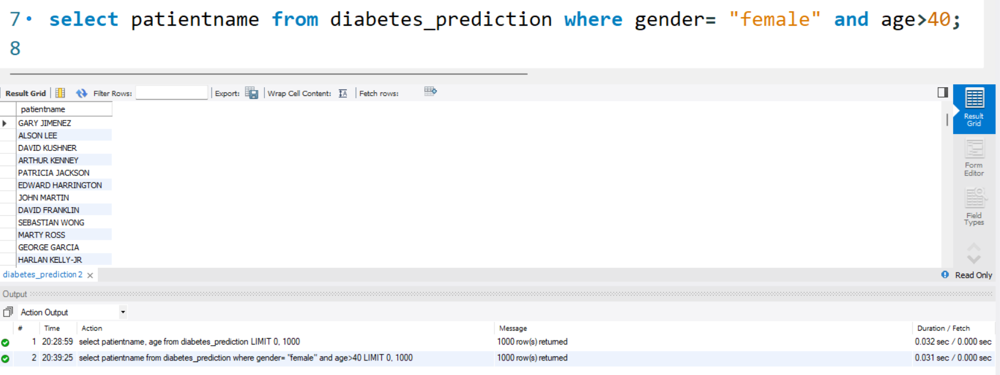 7 select patientname from diabetes_prediction where gender= "female" and age>40;
8
Result Grid Filter Rows: Export: Wrap Cell Content: IA Fetch rows:
patientname
GARY JIMENEZ
ALSON LEE
DAVID KUSHNER
ARTHUR KENNEY
PATRICIA JACKSON
EDWARD HARRINGTON
JOHN MARTIN
DAVID FRANKLIN
SEBASTIAN WONG
MARTY ROSS
GEORGE GARCIA
HARLAN KELLY-JR
Result
Grid
Form
Editor
Field
Types
diabetes_prediction 2 × Read Only
Output
Action Output
# Time Action Message Duration / Fetch
1 20:28:59 select patientname, age from diabetes_prediction LIMIT 0, 1000 1000 row(s) returned 0.032 sec / 0.000 sec
2 20:39:25 select patientname from diabetes_prediction where gender= "female" and age>40 LIMIT 0, 1000 1000 row(s) returned 0.031 sec / 0.000 sec